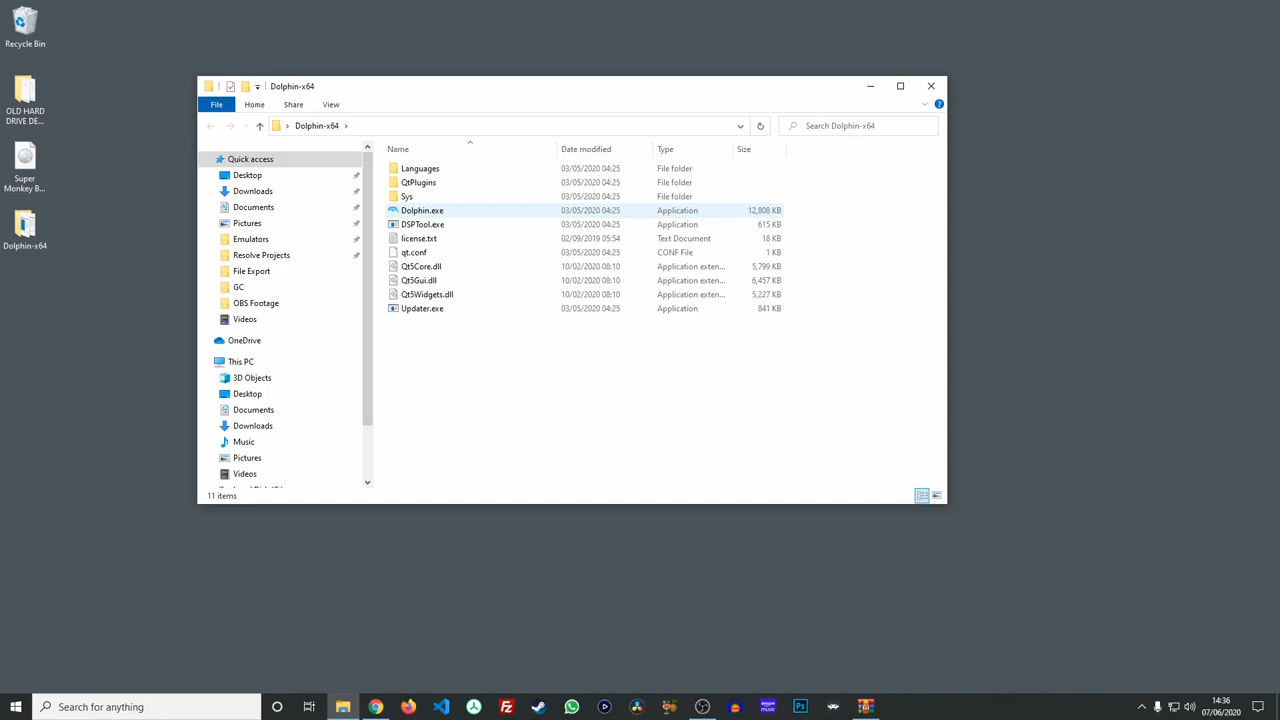 Recycle Bin
OLD HARD
DRIVE DE...
Super
Monkey B...
Dolphin-x64
Dolphin-x64
File Home Share View
Dolphin-x64
Search Dolphin-x64
Name Date modified Type Size
Quick access
Desktop
Downloads
Documents
Pictures
Emulators
Resolve Projects
File Export
GC
OBS Footage
Videos
OneDrive
This PC
3D Objects
Desktop
Documents
Downloads
Music
Pictures
Videos
Languages 03/05/2020 04:25 File folder
QtPlugins 03/05/2020 04:25 File folder
Sys 03/05/2020 04:25 File folder
Dolphin.exe 03/05/2020 04:25 Application 12,808 KB
DSPTool.exe 03/05/2020 04:25 Application 615 KB
license.txt 02/09/2019 05:54 Text Document 18 KB
qt.conf 03/05/2020 04:25 CONF File 1 KB
Qt5Core.dll 10/02/2020 08:10 Application exten... 5,799 KB
Qt5Gui.dll 10/02/2020 08:10 Application exten... 6,457 KB
Qt5Widgets.dll 10/02/2020 08:10 Application exten... 5,227 KB
Updater.exe 03/05/2020 04:25 Application 841 KB
11 items
Search for anything
14:36
07/06/2020